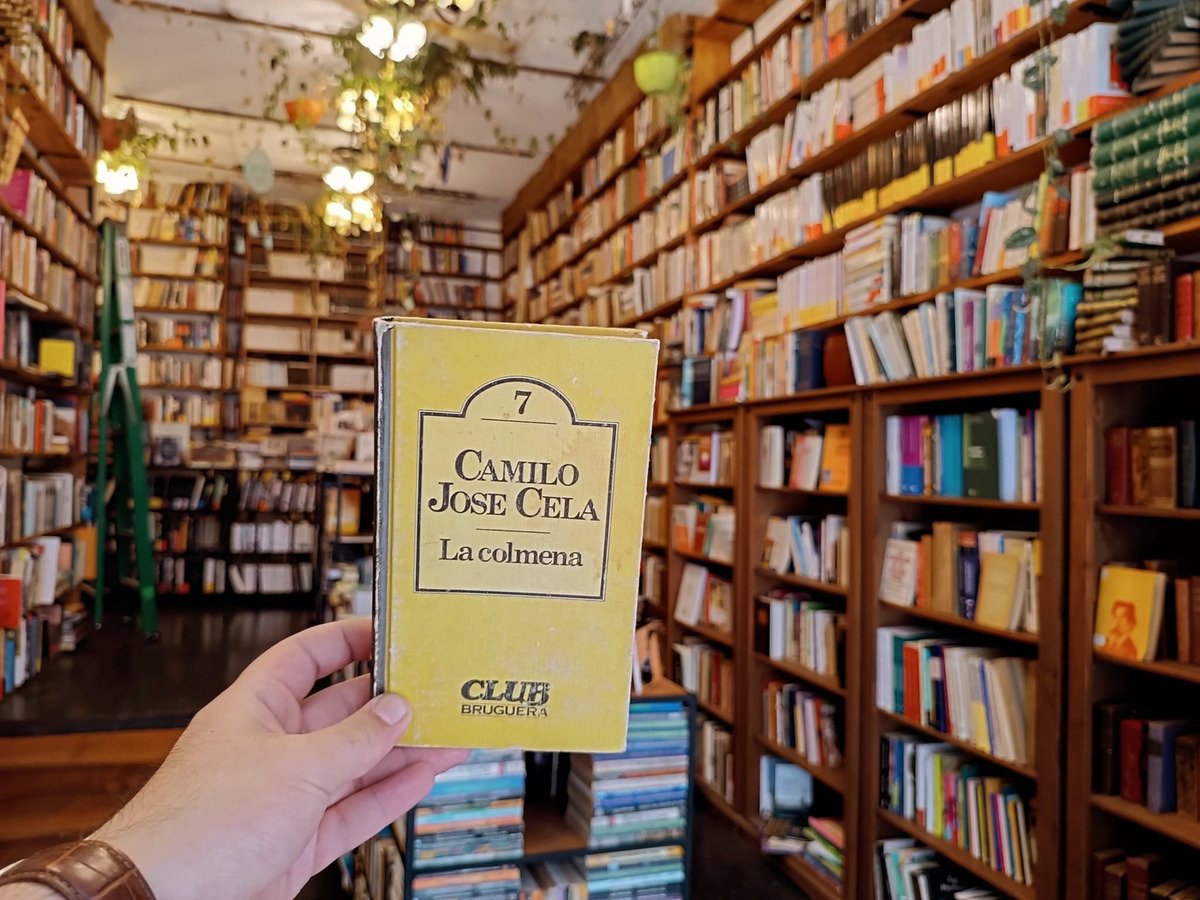 7
CAMILO
JOSE CELA
La colmena
CLUB
BRUGUERA